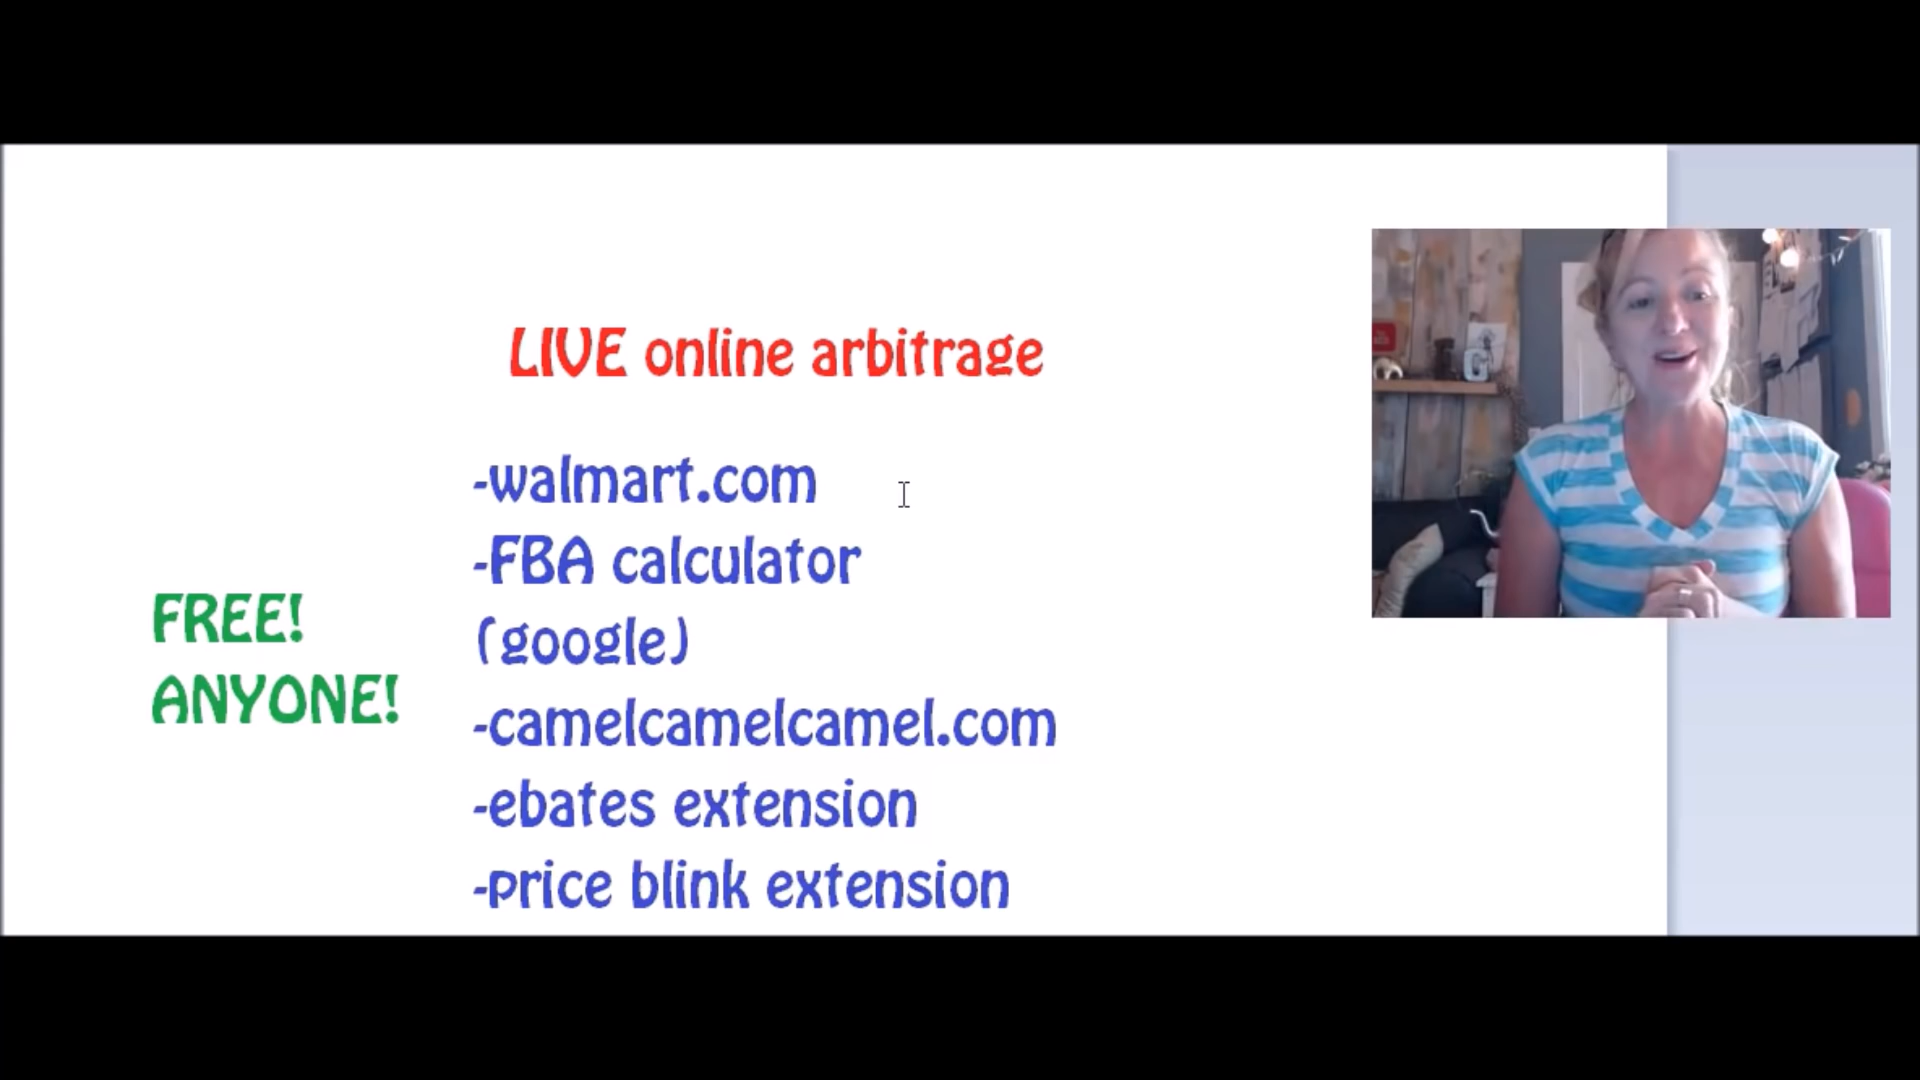 LIVE online arbitrage
-walmart.com
-FBA calculator
(google)
-camelcamelcamel.com
-ebates extension
-price blink extension
FREE!
ANYONE!